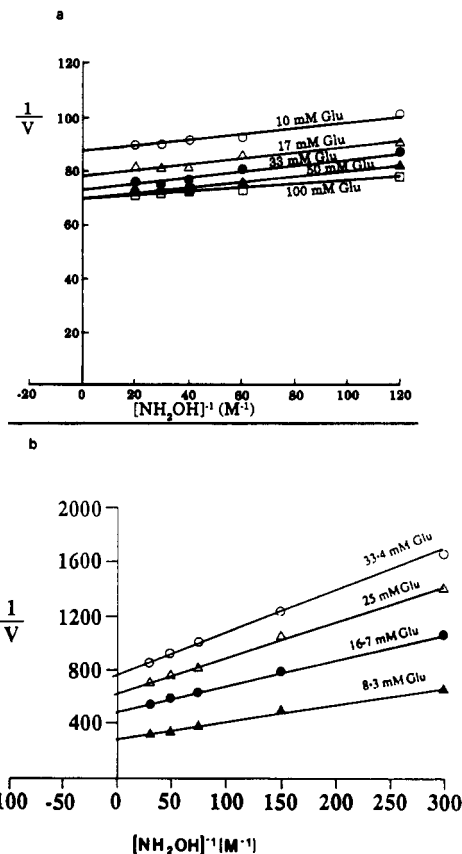 a
120
1
V
100
80
60
40
20
10 mM Glu
17 mM Glu
33 mM Glu
50 mM Glu
100 mM Glu
-20
0
20
40
60
80
100
120
[NH2OH]-1 (M-1)
b
2000
1600
1
V
1200
800
400
33·4 mM Glu
25 mM Glu
16·7 mM Glu
8·3 mM Glu
100
-50
0
50
100
150
200
250
300
[NH2OH]-1 (M-1)